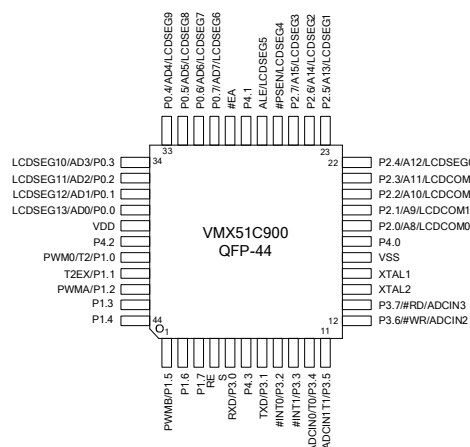 P0.4/AD4/LCDSEG9
P0.5/AD5/LCDSEG8
P0.6/AD6/LCDSEG7
P0.7/AD7/LCDSEG6
#EA
P4.1
ALE/LCDSEG5
#PSEN/LCDSEG4
P2.7/A15/LCDSEG3
P2.6/A14/LCDSEG2
P2.5/A13/LCDSEG1
33
23
34
22
LCDSEG10/AD3/P0.3
LCDSEG11/AD2/P0.2
LCDSEG12/AD1/P0.1
LCDSEG13/AD0/P0.0
VDD
P4.2
PWM0/T2/P1.0
T2EX/P1.1
PWMA/P1.2
P1.3
P1.4
VMX51C900
QFP-44
P2.4/A12/LCDSEG0
P2.3/A11/LCDCOM
P2.2/A10/LCDCOM
P2.1/A9/LCDCOM1
P2.0/A8/LCDCOM0
P4.0
VSS
XTAL1
XTAL2
P3.7/#RD/ADCIN3
P3.6/#WR/ADCIN2
44
12
1
11
PWMB/P1.5
P1.6
P1.7
RE
S
RXD/P3.0
P4.3
TXD/P3.1
#INT0/P3.2
#INT1/P3.3
ADCIN0/T0/P3.4
ADCIN1T1/P3.5